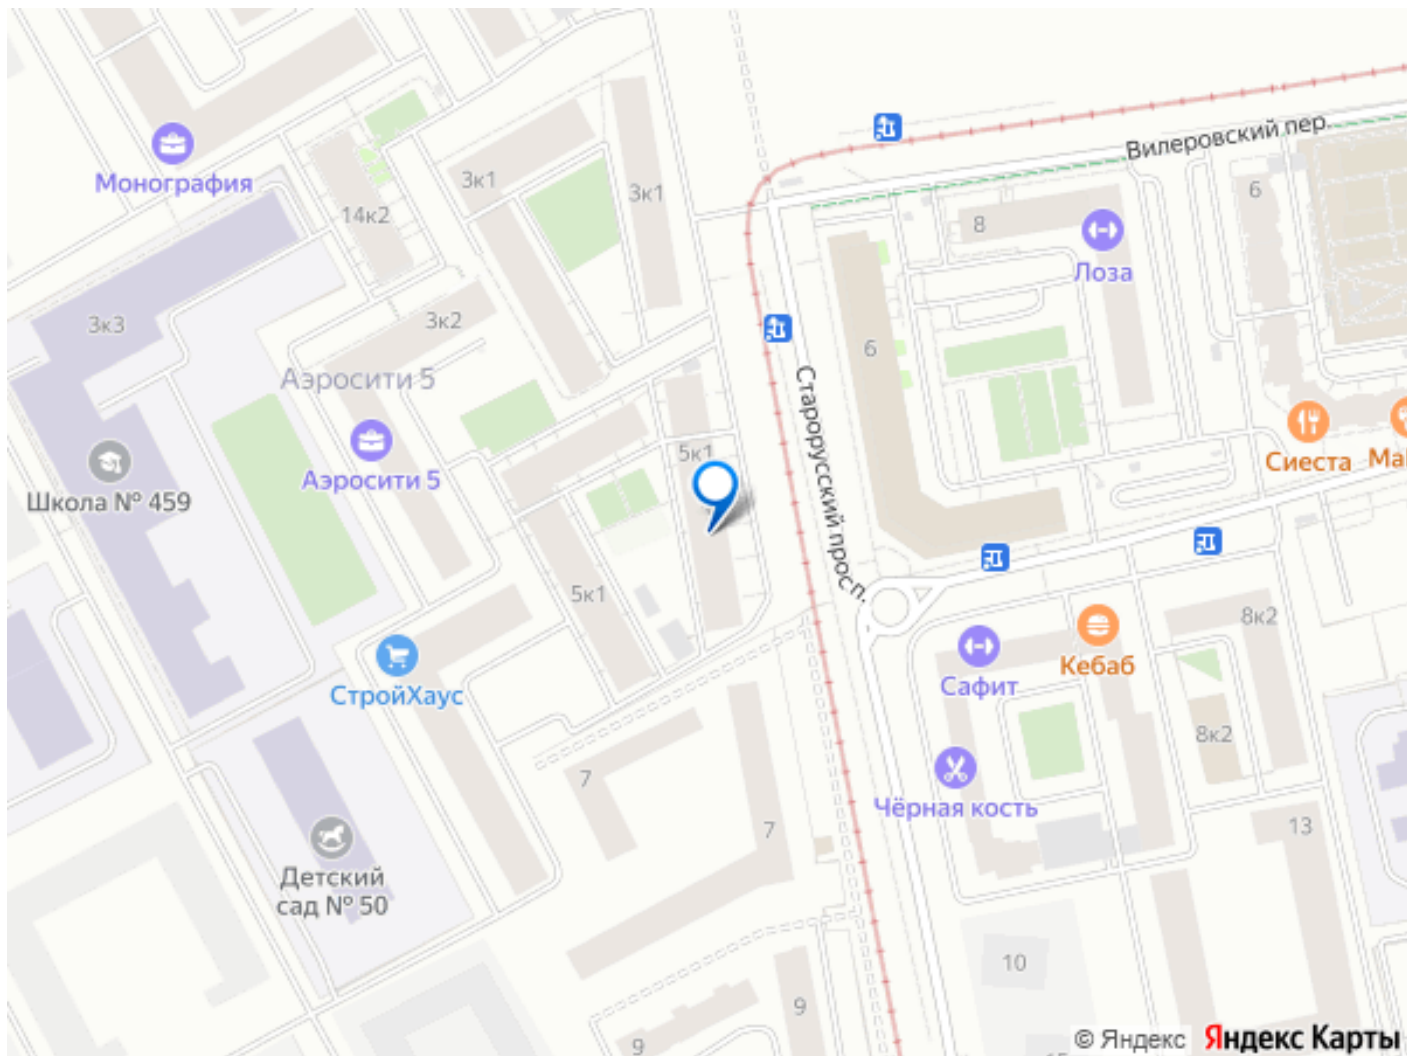 Вилеровский пер.
Монография
3к1
3к1
14к2
6
8
Лоза
3к3
3к2
6
Аэросити 5
Старорусский просп.
Аэросити 5
5к1
Сиеста
Школа № 459
5к1
8к2
Кебаб
Сафит
СтройХаус
8к2
7
Чёрная кость
7
13
Детский
сад № 50
10
9
9
© Яндекс Яндекс Карты